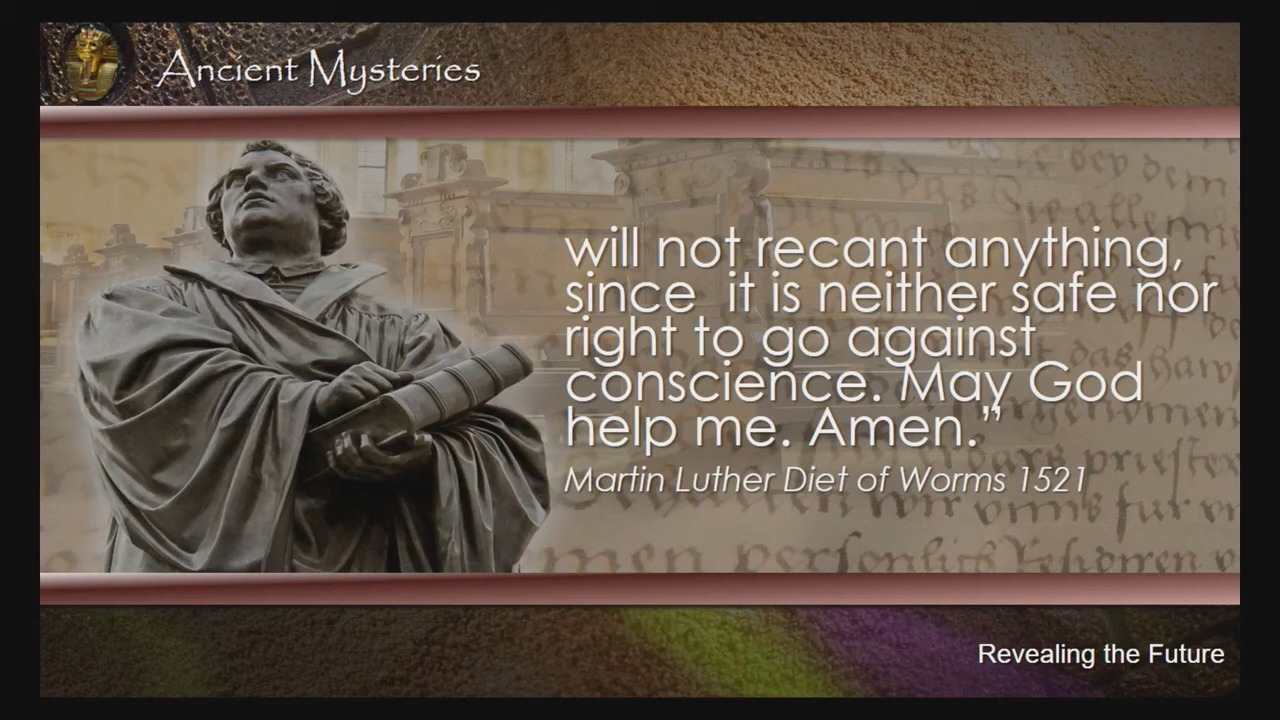 Ancient Mysteries
will not recant anything,
since it is neither safe nor
right to go against
conscience. May God
help me. Amen.”
Martin Luther Diet of Worms 1521
Revealing the Future